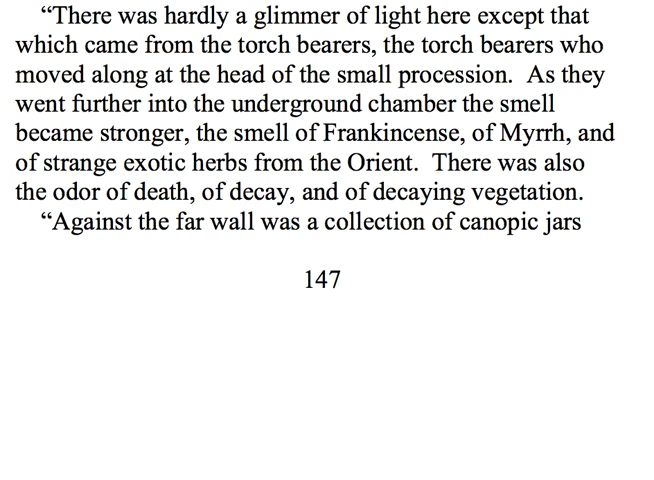 “There was hardly a glimmer of light here except that
which came from the torch bearers, the torch bearers who
moved along at the head of the small procession.  As they
went further into the underground chamber the smell
became stronger, the smell of Frankincense, of Myrrh, and
of strange exotic herbs from the Orient.  There was also
the odor of death, of decay, and of decaying vegetation.
“Against the far wall was a collection of canopic jars
147